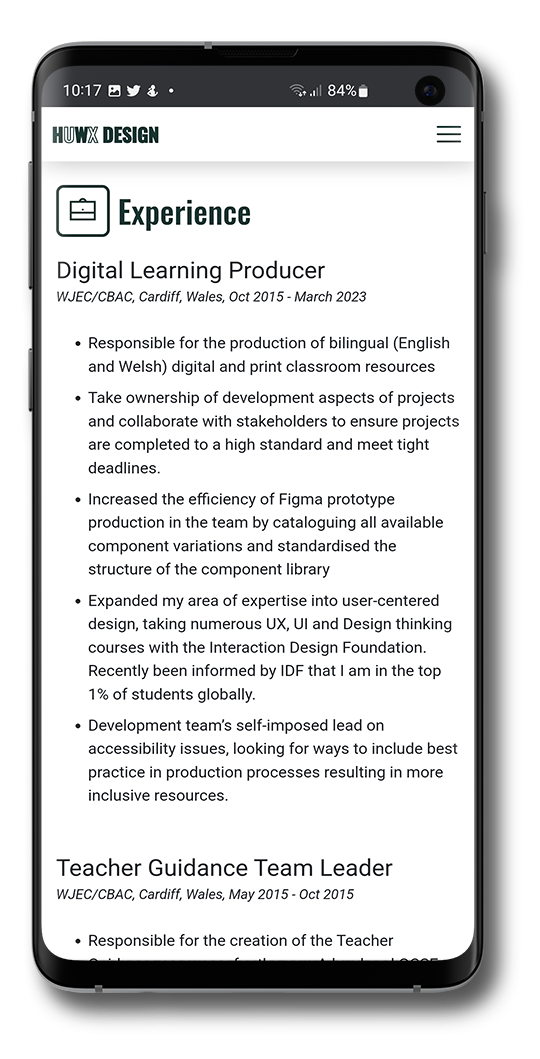 10:17
84%
HUWX DESIGN
Experience
Digital Learning Producer
WJEC/CBAC, Cardiff, Wales, Oct 2015 - March 2023
• Responsible for the production of bilingual (English
and Welsh) digital and print classroom resources
• Take ownership of development aspects of projects
and collaborate with stakeholders to ensure projects
are completed to a high standard and meet tight
deadlines.
• Increased the efficiency of Figma prototype
production in the team by cataloguing all available
component variations and standardised the
structure of the component library
• Expanded my area of expertise into user-centered
design, taking numerous UX, UI and Design thinking
courses with the Interaction Design Foundation.
Recently been informed by IDF that I am in the top
1% of students globally.
• Development team’s self-imposed lead on
accessibility issues, looking for ways to include best
practice in production processes resulting in more
inclusive resources.
Teacher Guidance Team Leader
WJEC/CBAC, Cardiff, Wales, May 2015 - Oct 2015
• Responsible for the creation of the Teacher